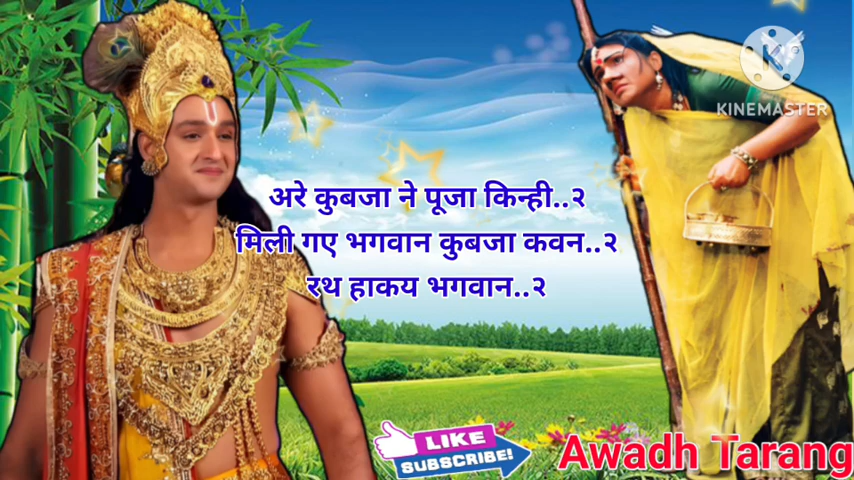 KINEMASTER
अरे कुबजा ने पूजा किन्ही..२
मिली गए भगवान कुबजा कवन..२
रथ हाकय भगवान..२
LIKE
SUBSCRIBE!
Awadh Tarang